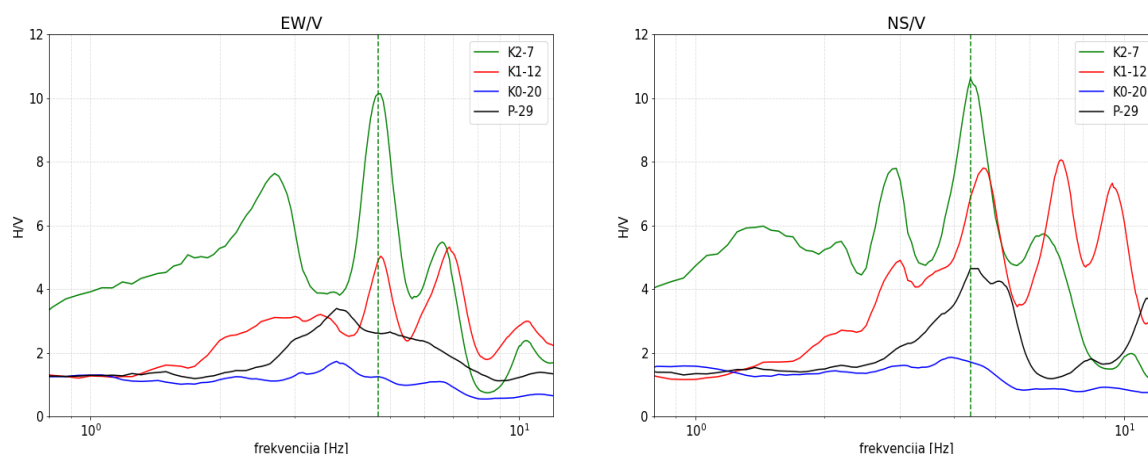 EW/V
12
10
8
6
4
2
0
H/V
K2-7
K1-12
K0-20
P-29
10⁰
10¹
frekvencija [Hz]
NS/V
12
10
8
6
4
2
0
H/V
K2-7
K1-12
K0-20
P-29
10⁰
10¹
frekvencija [Hz]